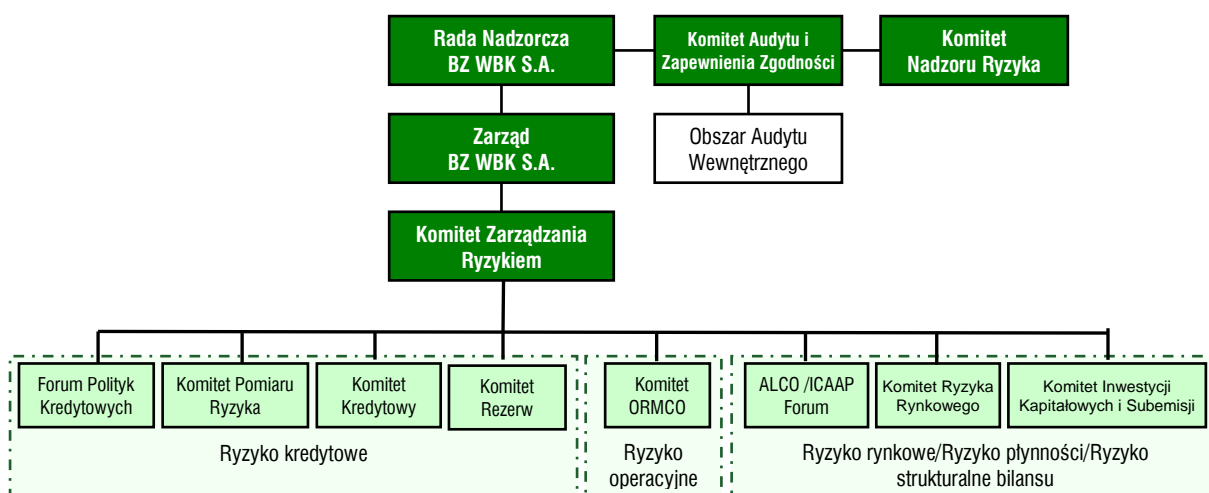 Rada Nadzorcza
BZ WBK S.A.
Komitet Audytu i
Zapewnienia Zgodności
Komitet
Nadzoru Ryzyka
Zarząd
BZ WBK S.A.
Obszar Audytu
Wewnętrznego
Komitet Zarządzania
Ryzykiem
Forum Polityk
Kredytowych
Komitet Pomiaru
Ryzyka
Komitet
Kredytowy
Komitet
Rezerw
Komitet
ORMCO
ALCO /ICAAP
Forum
Komitet Ryzyka
Rynkowego
Komitet Inwestycji
Kapitałowych i Subemisji
Ryzyko kredytowe
Ryzyko
operacyjne
Ryzyko rynkowe/Ryzyko płynności/Ryzyko
strukturalne bilansu